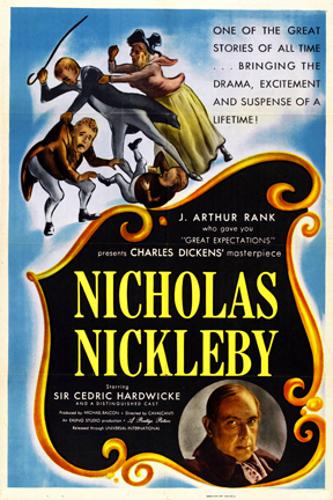 ONE OF THE GREAT
STORIES OF ALL TIME
. . . BRINGING THE
DRAMA, EXCITEMENT
AND SUSPENSE OF A
LIFETIME!
J. ARTHUR RANK
who gave you
"GREAT EXPECTATIONS"
presents CHARLES DICKENS' masterpiece
NICHOLAS
NICKLEBY
Starring
SIR CEDRIC HARDWICKE
AND A DISTINGUISHED CAST
Produced by MICHAEL BALCON • Directed by CAVALCANTI
AN EALING STUDIO production • A Prestige Picture
Released through UNIVERSAL-INTERNATIONAL